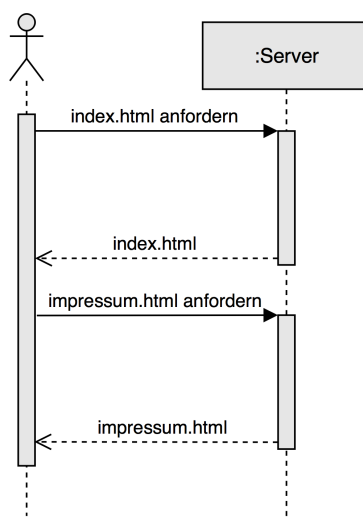 :Server
index.html anfordern
index.html
impressum.html anfordern
impressum.html